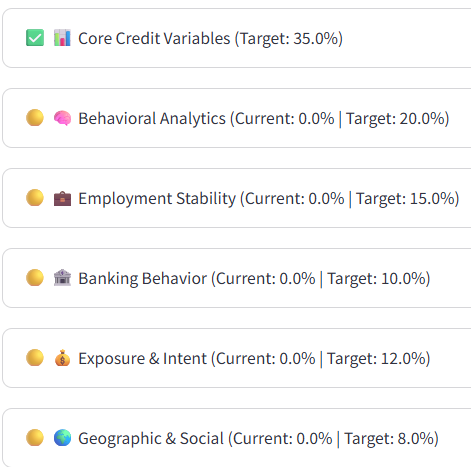 Core Credit Variables (Target: 35.0%)
Behavioral Analytics (Current: 0.0% | Target: 20.0%)
Employment Stability (Current: 0.0% | Target: 15.0%)
Banking Behavior (Current: 0.0% | Target: 10.0%)
Exposure & Intent (Current: 0.0% | Target: 12.0%)
Geographic & Social (Current: 0.0% | Target: 8.0%)